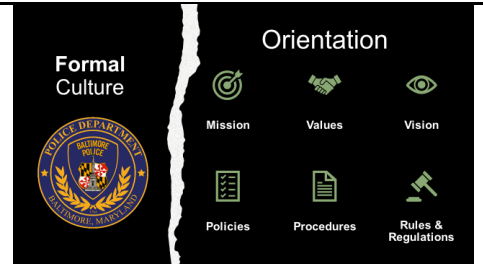 Formal
Culture
POLICE DEPARTMENT
BALTIMORE
POLICE
BALTIMORE, MARYLAND
Orientation
Mission
Values
Vision
Policies
Procedures
Rules &
Regulations